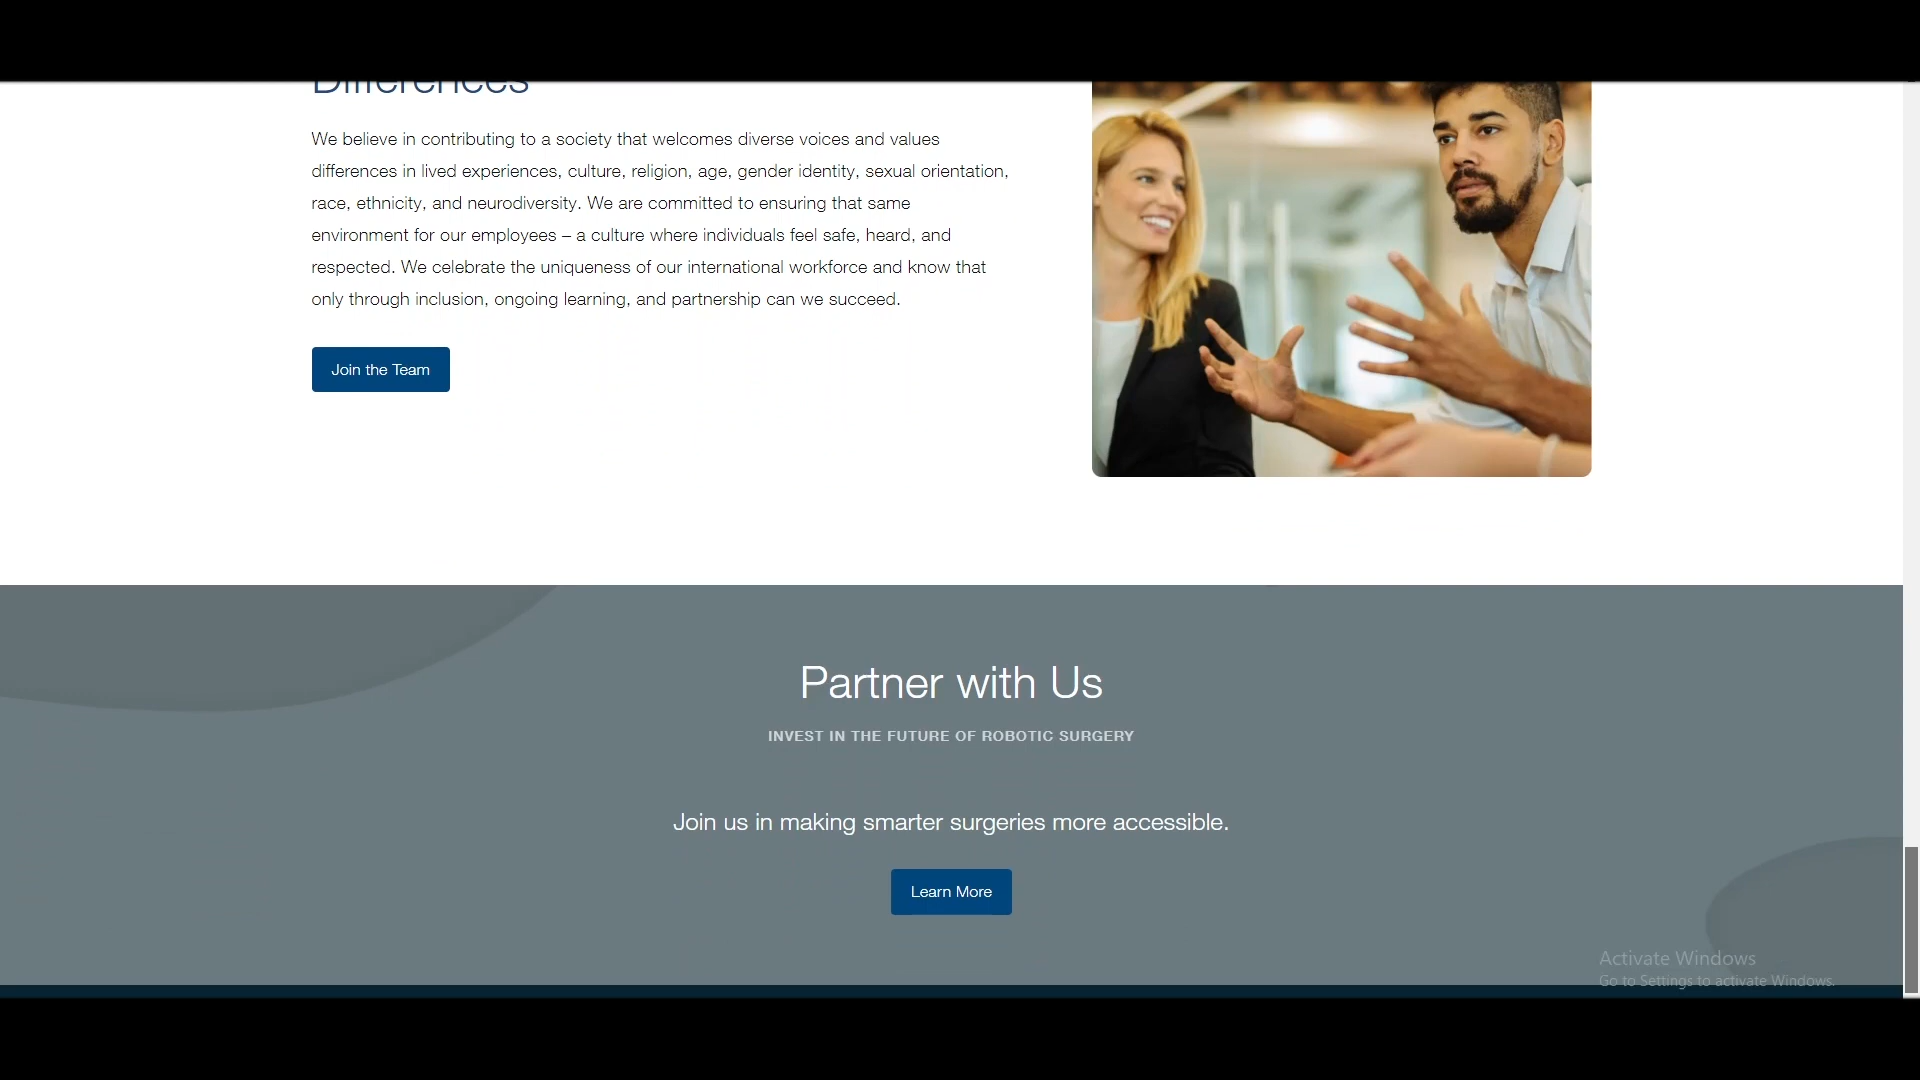 Differences
We believe in contributing to a society that welcomes diverse voices and values
differences in lived experiences, culture, religion, age, gender identity, sexual orientation,
race, ethnicity, and neurodiversity. We are committed to ensuring that same
environment for our employees – a culture where individuals feel safe, heard, and
respected. We celebrate the uniqueness of our international workforce and know that
only through inclusion, ongoing learning, and partnership can we succeed.
Join the Team
Partner with Us
INVEST IN THE FUTURE OF ROBOTIC SURGERY
Join us in making smarter surgeries more accessible.
Learn More
Activate Windows
Go to Settings to activate Windows.